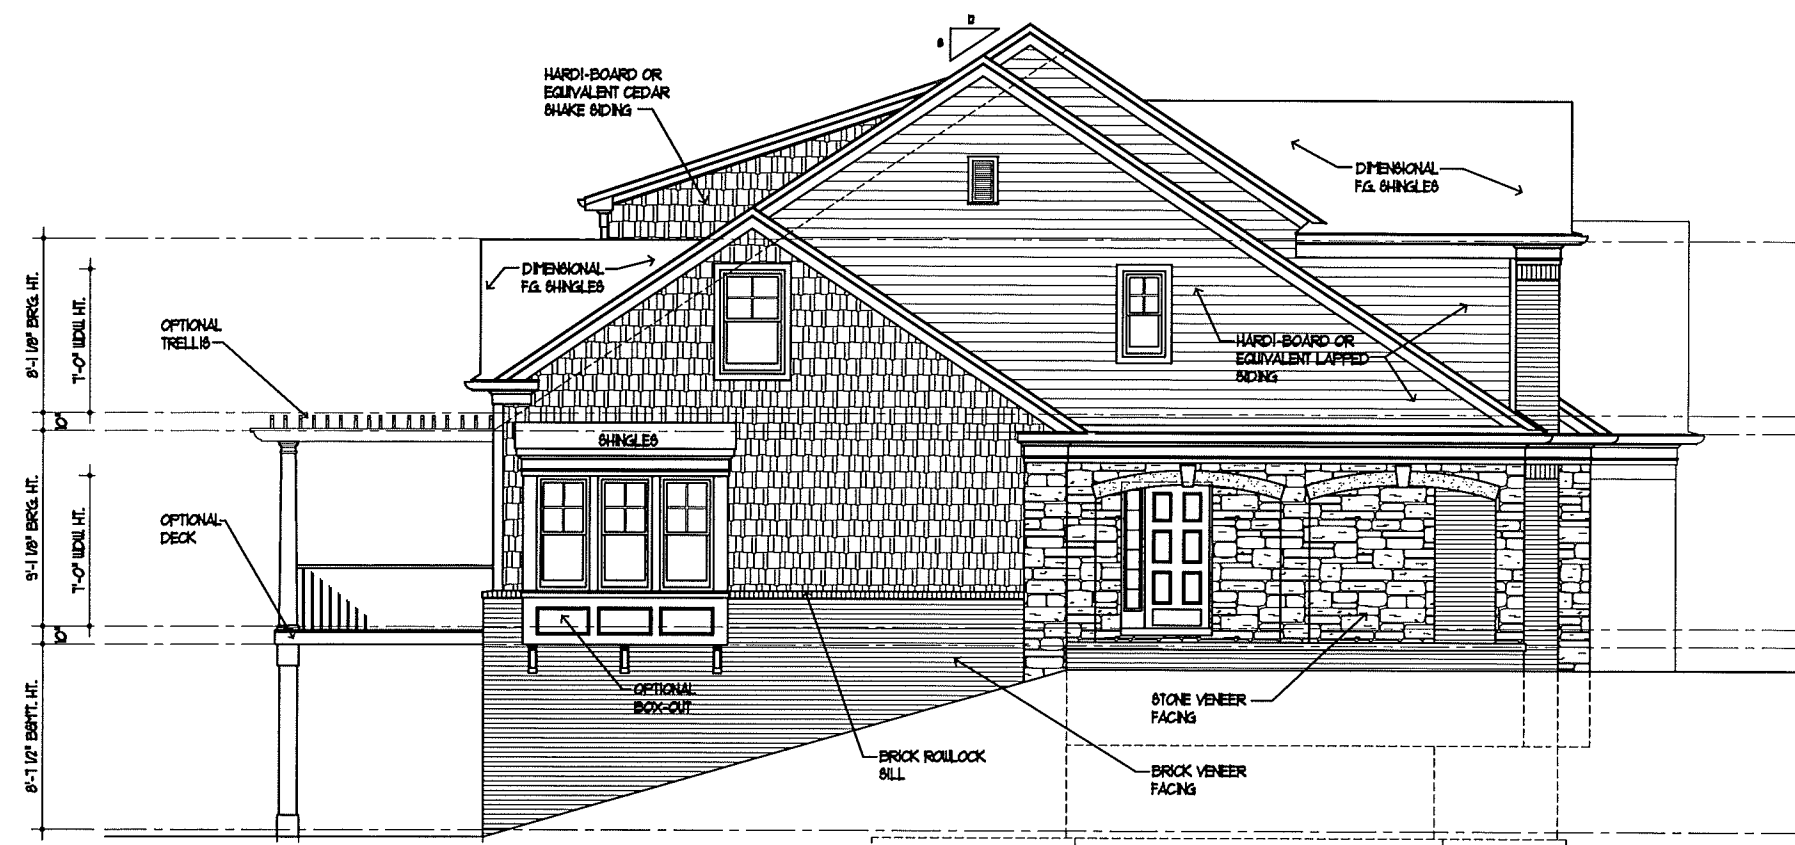 12
8
HARDI-BOARD OR
EQUIVALENT CEDAR
SHAKE SIDING
DIMENSIONAL
F.G. SHINGLES
DIMENSIONAL
F.G. SHINGLES
OPTIONAL
TRELLIS
HARDI-BOARD OR
EQUIVALENT LAPPED
SIDING
SHINGLES
OPTIONAL
DECK
OPTIONAL
BOX-OUT
STONE VENEER
FACING
BRICK ROWLOCK
SILL
BRICK VENEER
FACING
8'-1 1/8" BRG. HT.
7'-0" WDW. HT.
10"
9'-1 1/8" BRG. HT.
7'-0" WDW. HT.
10"
8'-7 1/2" BSMT. HT.